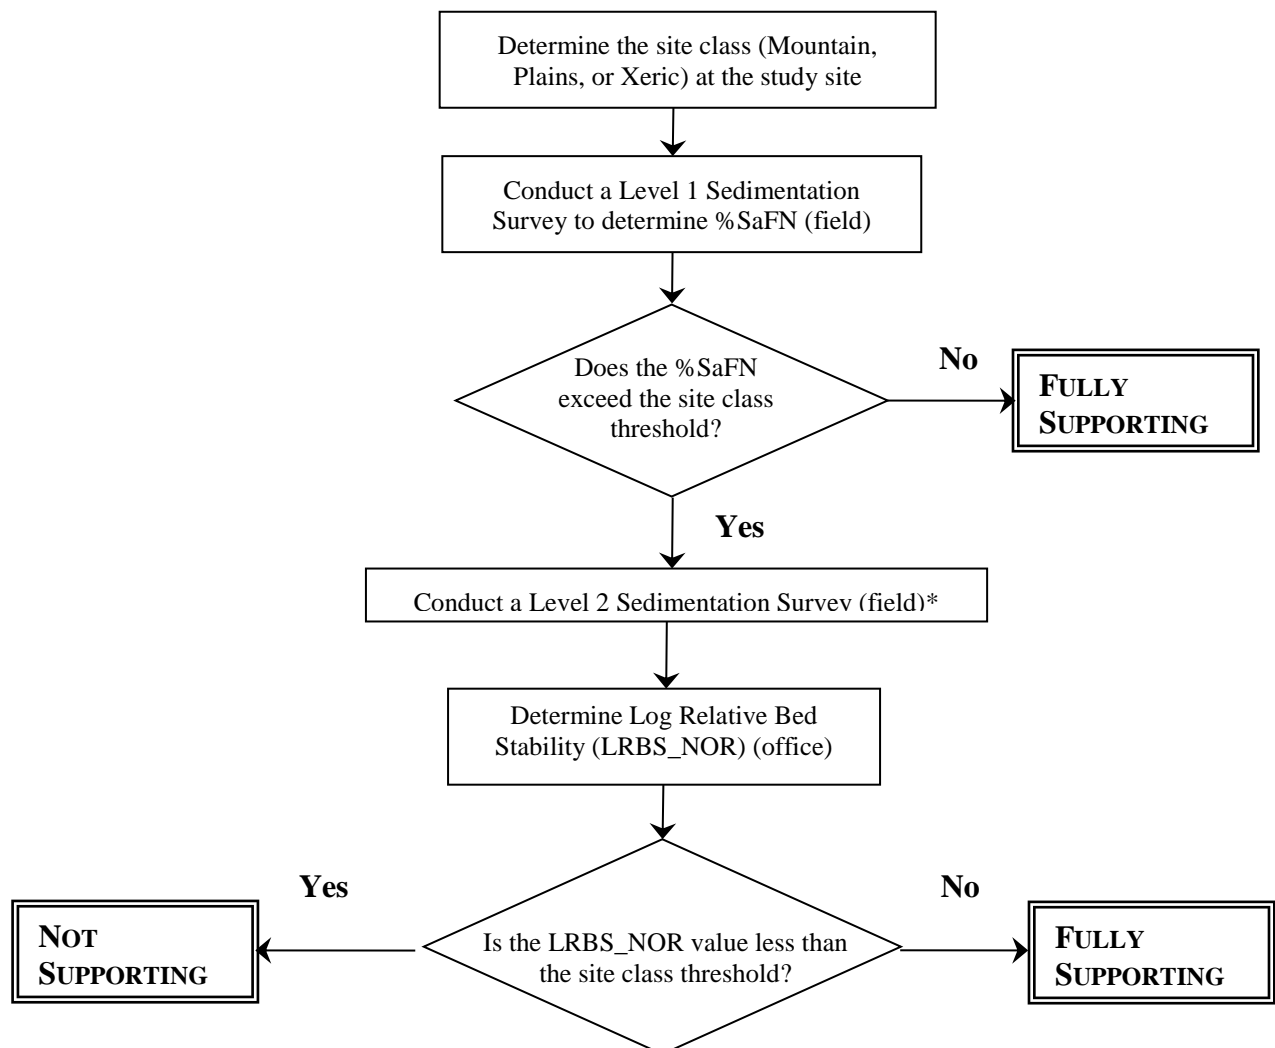 Determine the site class (Mountain,
Plains, or Xeric) at the study site
Conduct a Level 1 Sedimentation
Survey to determine %SaFN (field)
Does the %SaFN
exceed the site class
threshold?
No
FULLY
SUPPORTING
Yes
Conduct a Level 2 Sedimentation Survey (field)*
Determine Log Relative Bed
Stability (LRBS_NOR) (office)
Yes
No
NOT
SUPPORTING
Is the LRBS_NOR value less than
the site class threshold?
FULLY
SUPPORTING